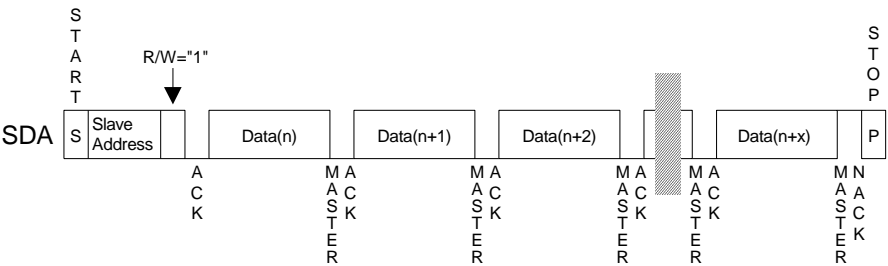 START
R/W="1"
STOP
SDA
S
Slave
Address
Data(n)
Data(n+1)
Data(n+2)
Data(n+x)
P
ACK
MASTER
ACK
MASTER
ACK
MASTER
ACK
MASTER
ACK
MASTER
NACK